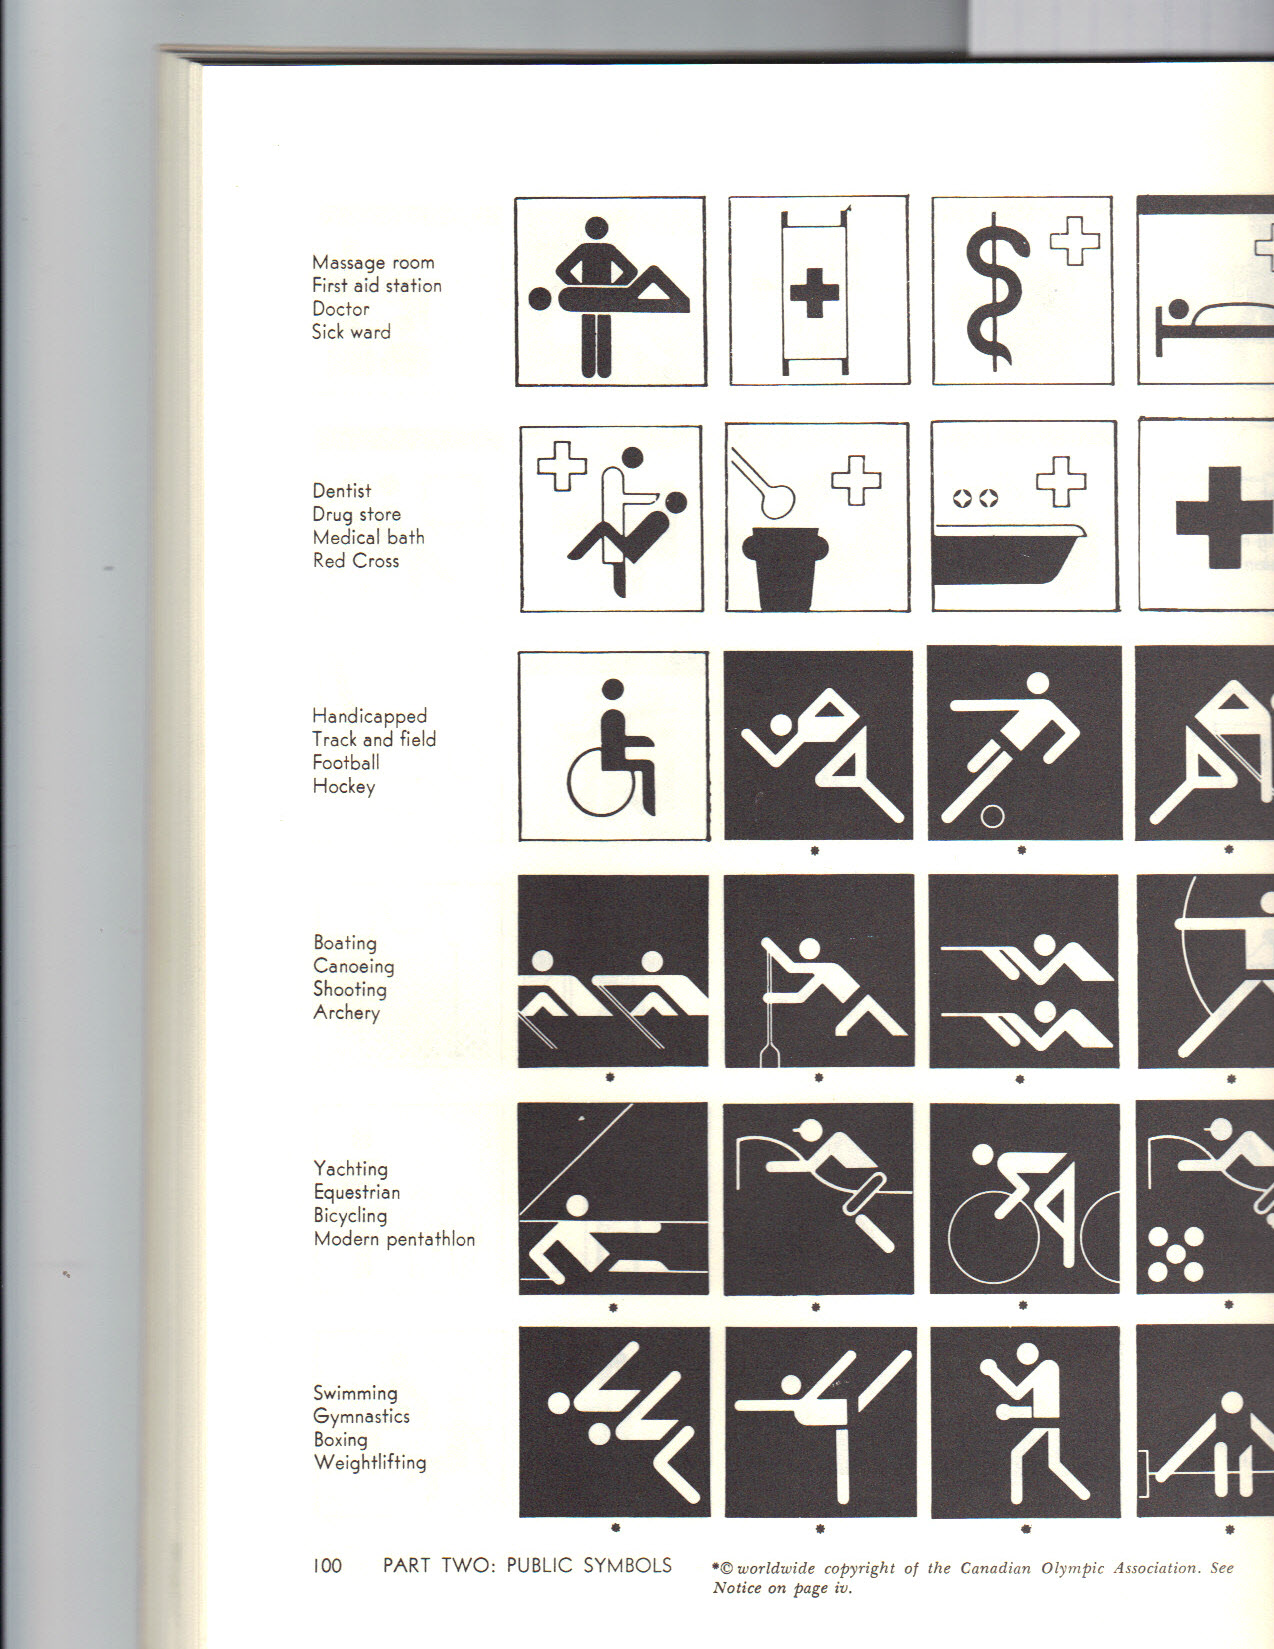 Massage room
First aid station
Doctor
Sick ward
Dentist
Drug store
Medical bath
Red Cross
Handicapped
Track and field
Football
Hockey
*
*
*
Boating
Canoeing
Shooting
Archery
*
*
*
*
Yachting
Equestrian
Bicycling
Modern pentathlon
*
*
*
*
Swimming
Gymnastics
Boxing
Weightlifting
*
*
*
*
100 PART TWO: PUBLIC SYMBOLS
*© worldwide copyright of the Canadian Olympic Association. See
Notice on page iv.